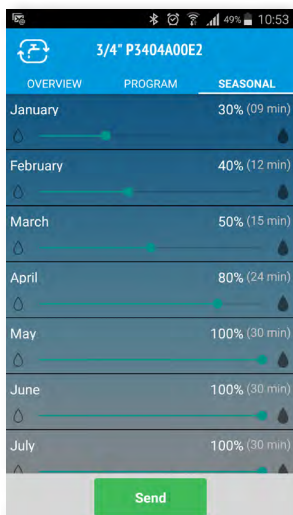 49% 10:53
3/4" P3404A00E2
OVERVIEW PROGRAM SEASONAL
January 30% (09 min)
February 40% (12 min)
March 50% (15 min)
April 80% (24 min)
May 100% (30 min)
June 100% (30 min)
July 100% (30 min)
Send